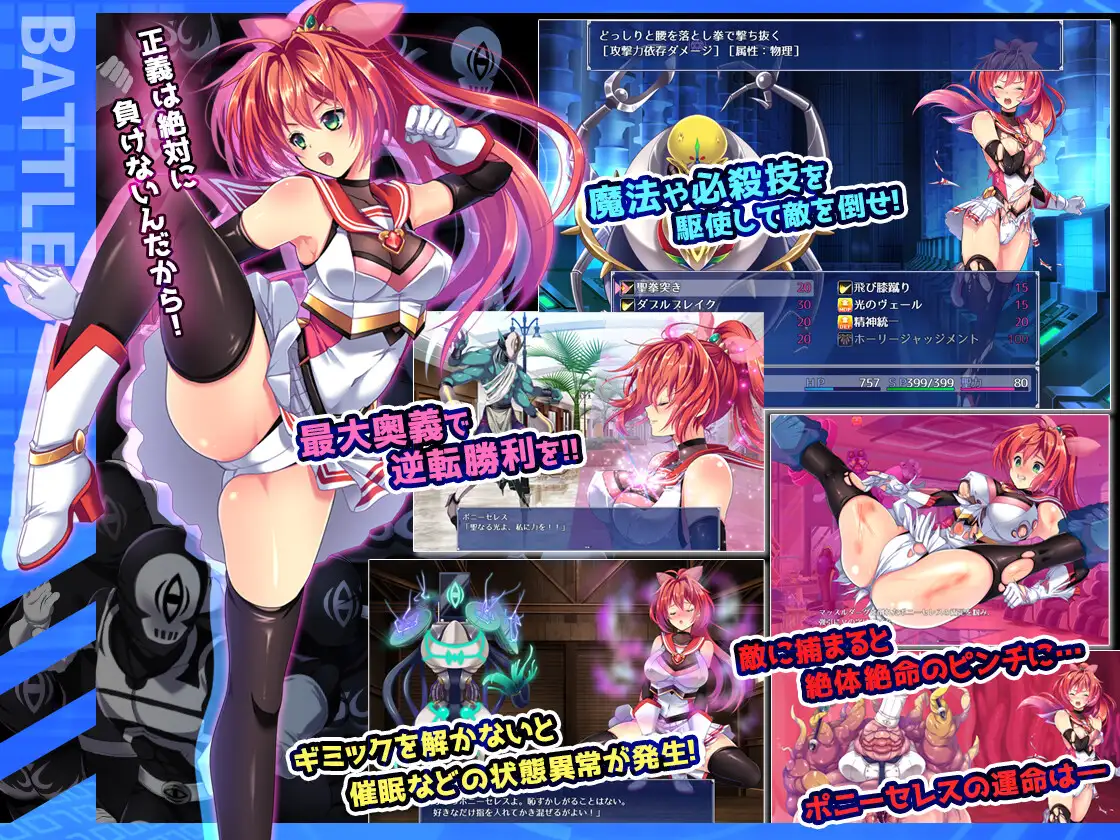 BATTLE
正義は絶対に
負けないんだから!
どっしりと腰を落とし拳で撃ち抜く
［攻撃力依存ダメージ］［属性：物理］
魔法や必殺技を
駆使して敵を倒せ!
聖拳突き 20
飛び膝蹴り 15
ダブルブレイク 30
光のヴェール 15
20
精神統一 20
20
ホーリージャッジメント 100
HP 757 SP 399/399 80
最大奥義で
逆転勝利を!!
ポニーセレス
「聖なる光よ、私に力を！！」
敵に捕まると
絶体絶命のピンチに…
ギミックを解かないと
催眠などの状態異常が発生!
ポニーセレスよ。恥ずかしがることはない。
好きなだけ指を入れてかき混ぜるがよい！」
ポニーセレスの運命は―